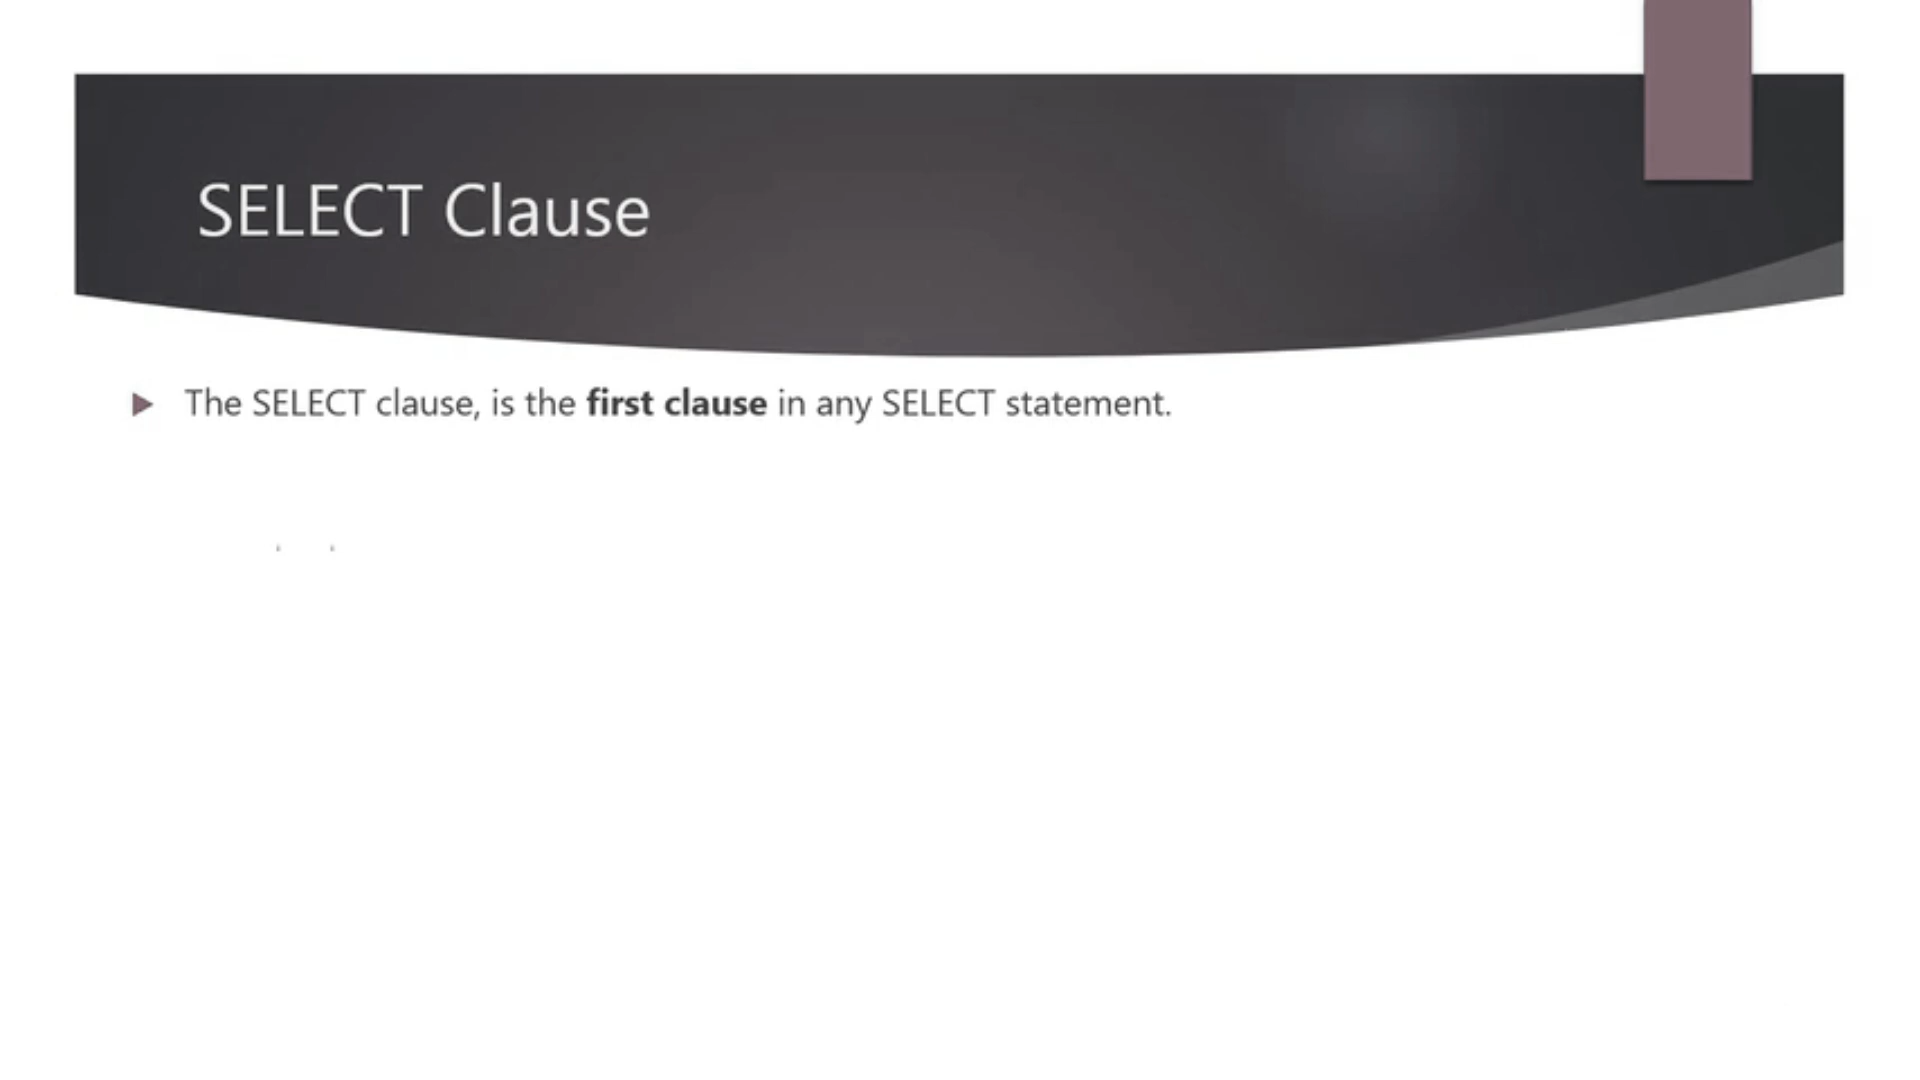 SELECT Clause
The SELECT clause, is the first clause in any SELECT statement.